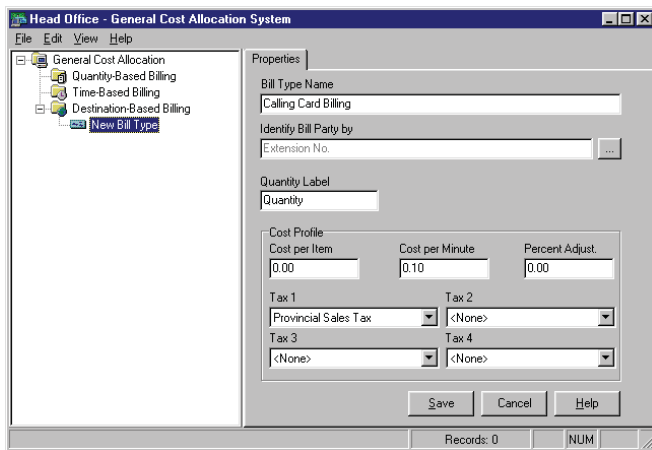 Head Office - General Cost Allocation System
File Edit View Help
General Cost Allocation
Quantity-Based Billing
Time-Based Billing
Destination-Based Billing
New Bill Type
Properties
Bill Type Name
Calling Card Billing
Identify Bill Party by
Extension No.
...
Quantity Label
Quantity
Cost Profile
Cost per Item Cost per Minute Percent Adjust.
0.00 0.10 0.00
Tax 1 Tax 2
Provincial Sales Tax <None>
Tax 3 Tax 4
<None> <None>
Save Cancel Help
Records: 0 NUM